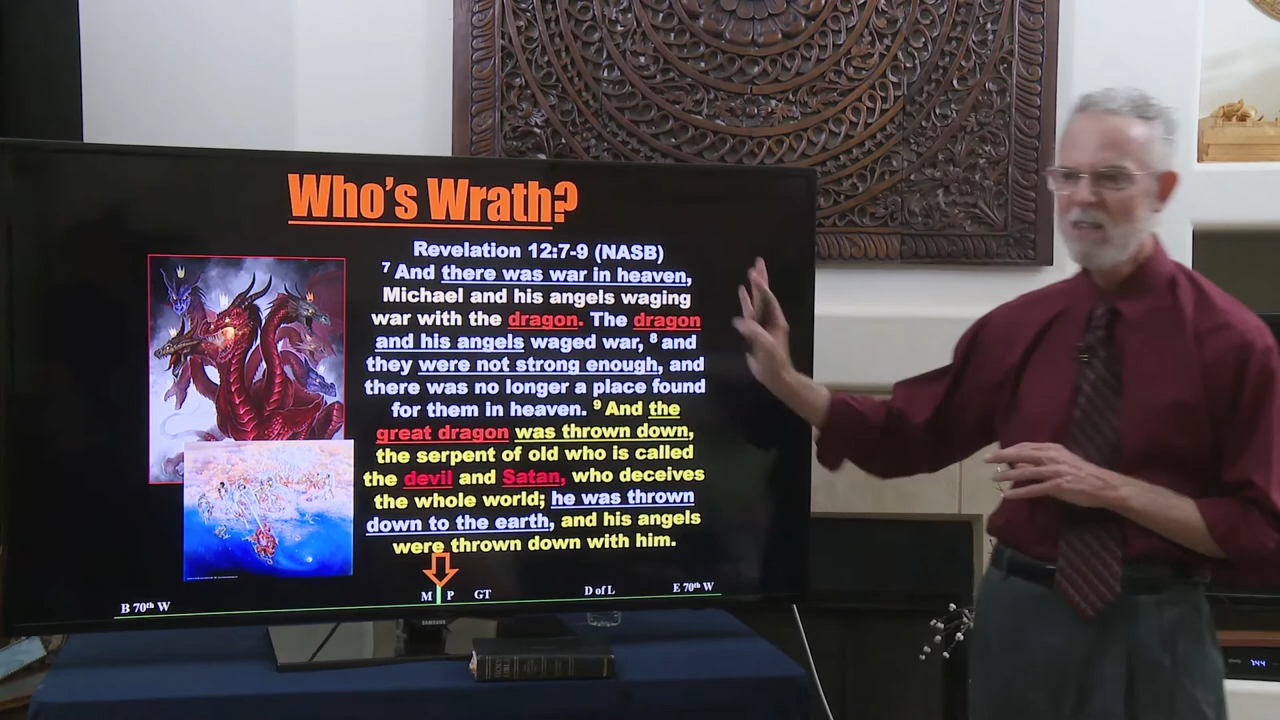 Who's Wrath?
Revelation 12:7-9 (NASB)
7 And there was war in heaven,
Michael and his angels waging
war with the dragon. The dragon
and his angels waged war, 8 and
they were not strong enough, and
there was no longer a place found
for them in heaven. 9 And the
great dragon was thrown down,
the serpent of old who is called
the devil and Satan, who deceives
the whole world; he was thrown
down to the earth, and his angels
were thrown down with him.
B 70th W M P GT D of L E 70th W
SAMSUNG
HOLY BIBLE
744